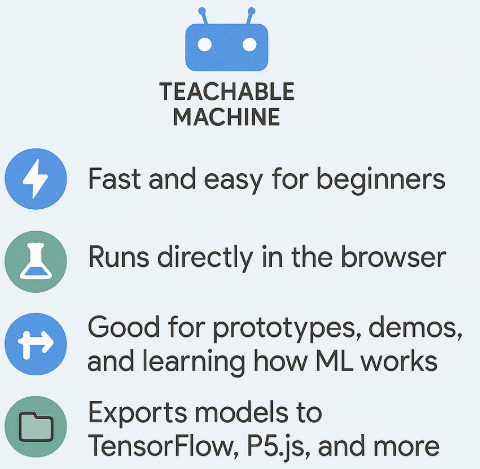 TEACHABLE
MACHINE
Fast and easy for beginners
Runs directly in the browser
Good for prototypes, demos,
and learning how ML works
Exports models to
TensorFlow, P5.js, and more